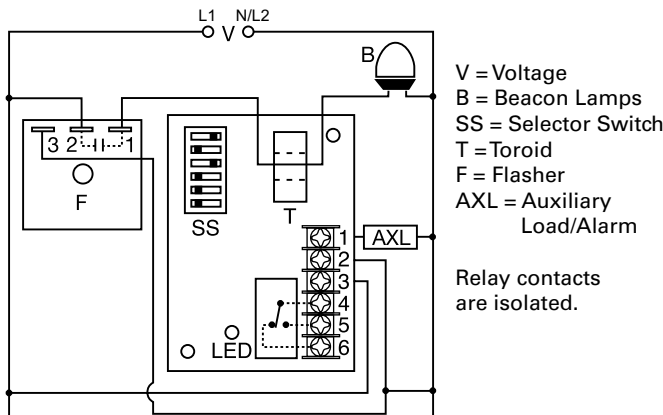 L1 N/L2
V
B
3 2 1
F
SS
T
1 AXL
2
3
4
5
6
LED
V = Voltage
B = Beacon Lamps
SS = Selector Switch
T = Toroid
F = Flasher
AXL = Auxiliary
Load/Alarm
Relay contacts
are isolated.